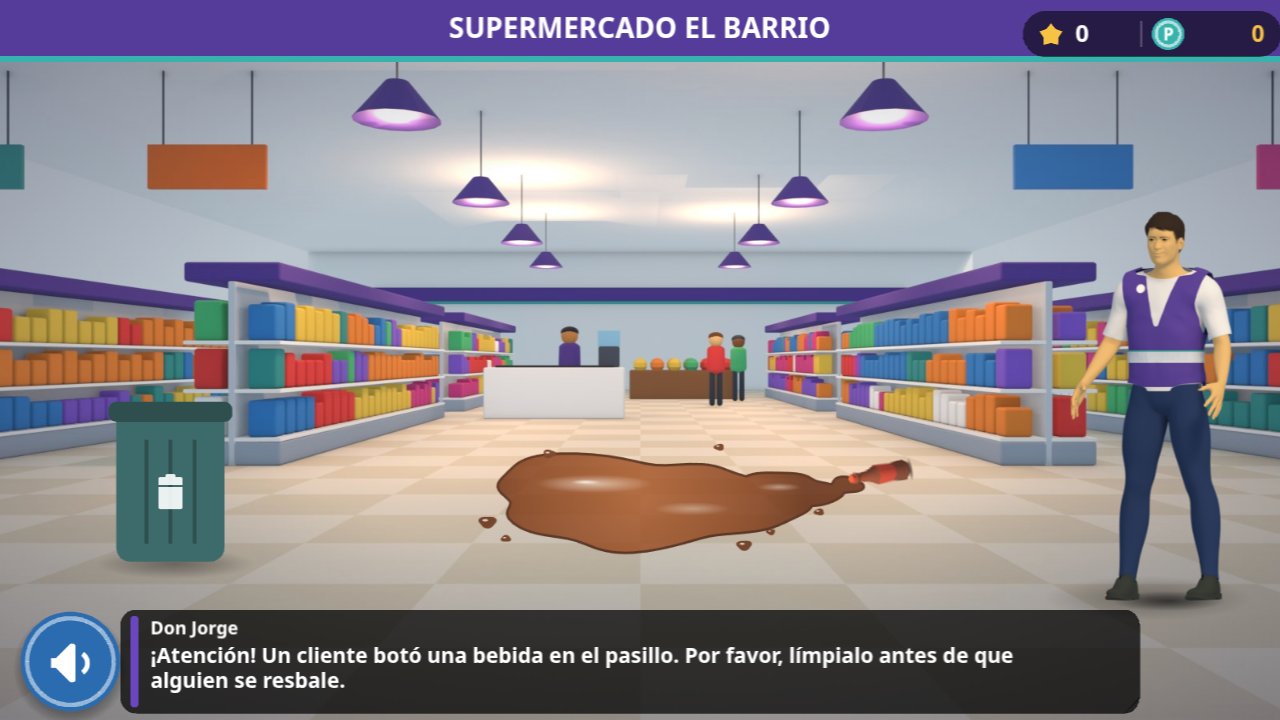 SUPERMERCADO EL BARRIO
0
P
0
Don Jorge
¡Atención! Un cliente botó una bebida en el pasillo. Por favor, límpialo antes de que
alguien se resbale.